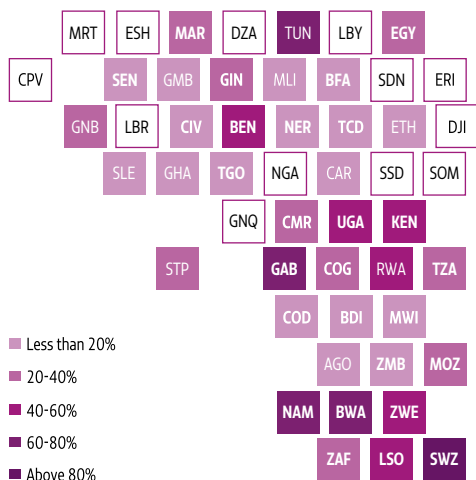 MRT ESH MAR DZA TUN LBY EGY
CPV SEN GMB GIN MLI BFA SDN ERI
GNB LBR CIV BEN NER TCD ETH DJI
SLE GHA TGO NGA CAR SSD SOM
GNQ CMR UGA KEN
STP GAB COG RWA TZA
COD BDI MWI
Less than 20%
AGO ZMB MOZ
20-40%
40-60%
NAM BWA ZWE
60-80%
ZAF LSO SWZ
Above 80%